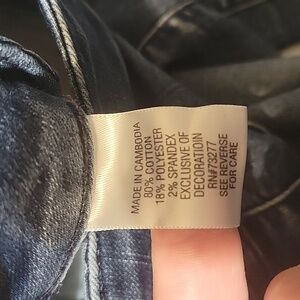 MADE IN CAMBODIA
80% COTTON
18% POLYESTER
2% SPANDEX
EXCLUSIVE OF
DECORATION
RN#73277
SEE REVERSE
FOR CARE